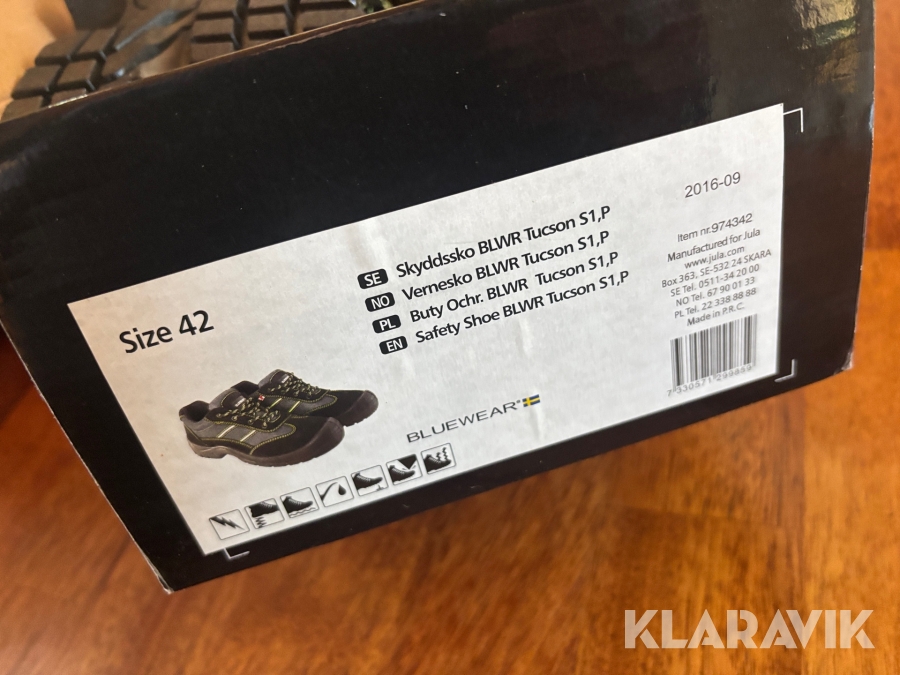 Size 42
SE Skyddssko BLWR Tucson S1,P
NO Vernesko BLWR Tucson S1,P
PL Buty Ochr. BLWR Tucson S1,P
EN Safety Shoe BLWR Tucson S1,P
BLUEWEAR®
2016-09
Item nr.974342
Manufactured for Jula
www.jula.com
Box 363, SE-532 24 SKARA
SE Tel. 0511-34 20 00
NO Tel. 67 90 01 33
PL Tel. 22 338 88 88
Made in P.R.C.
7 330571 299859
KLARAVIK